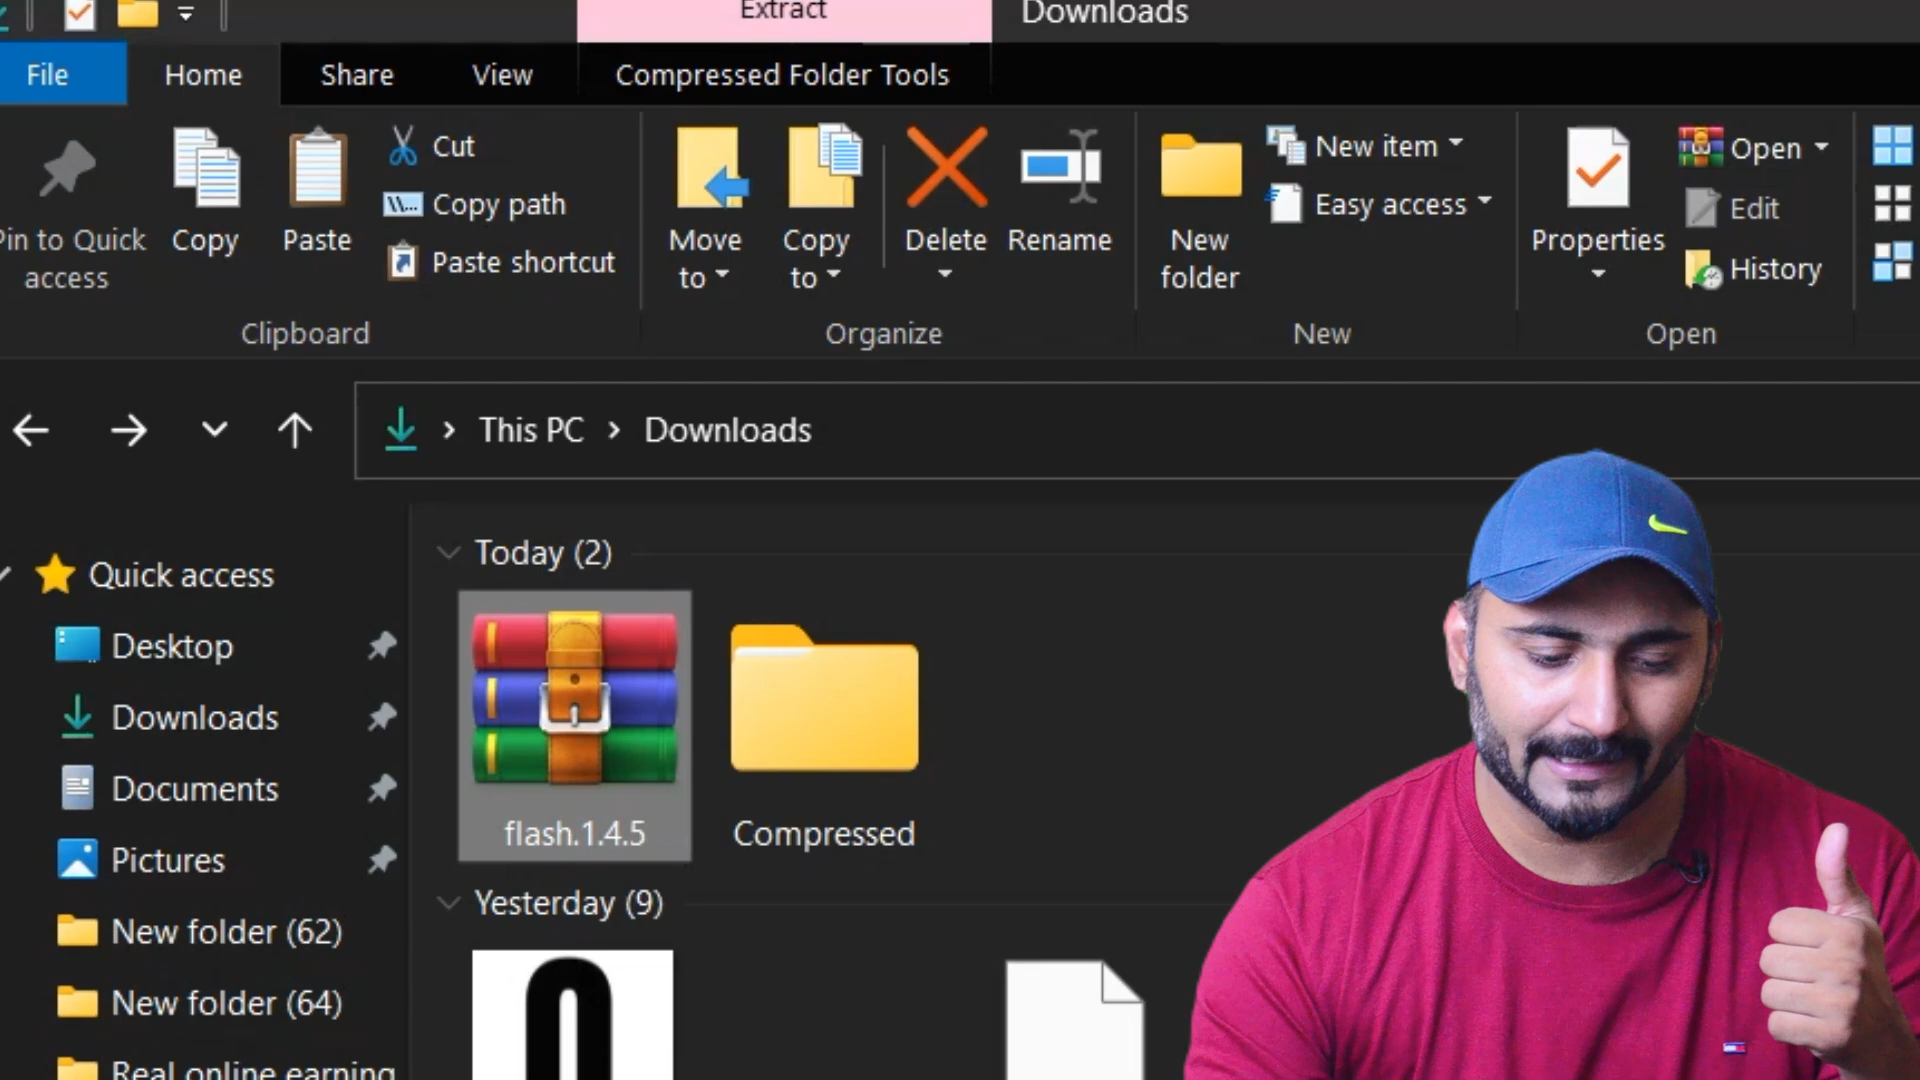 Extract
Downloads
File
Home
Share
View
Compressed Folder Tools
Pin to Quick
access
Copy
Paste
Cut
Copy path
Paste shortcut
Clipboard
Move
to
Copy
to
Delete
Rename
Organize
New
folder
New item
Easy access
New
Properties
Open
Edit
History
Open
This PC
Downloads
Quick access
Desktop
Downloads
Documents
Pictures
New folder (62)
New folder (64)
Real online earning
Today (2)
flash.1.4.5
Compressed
Yesterday (9)